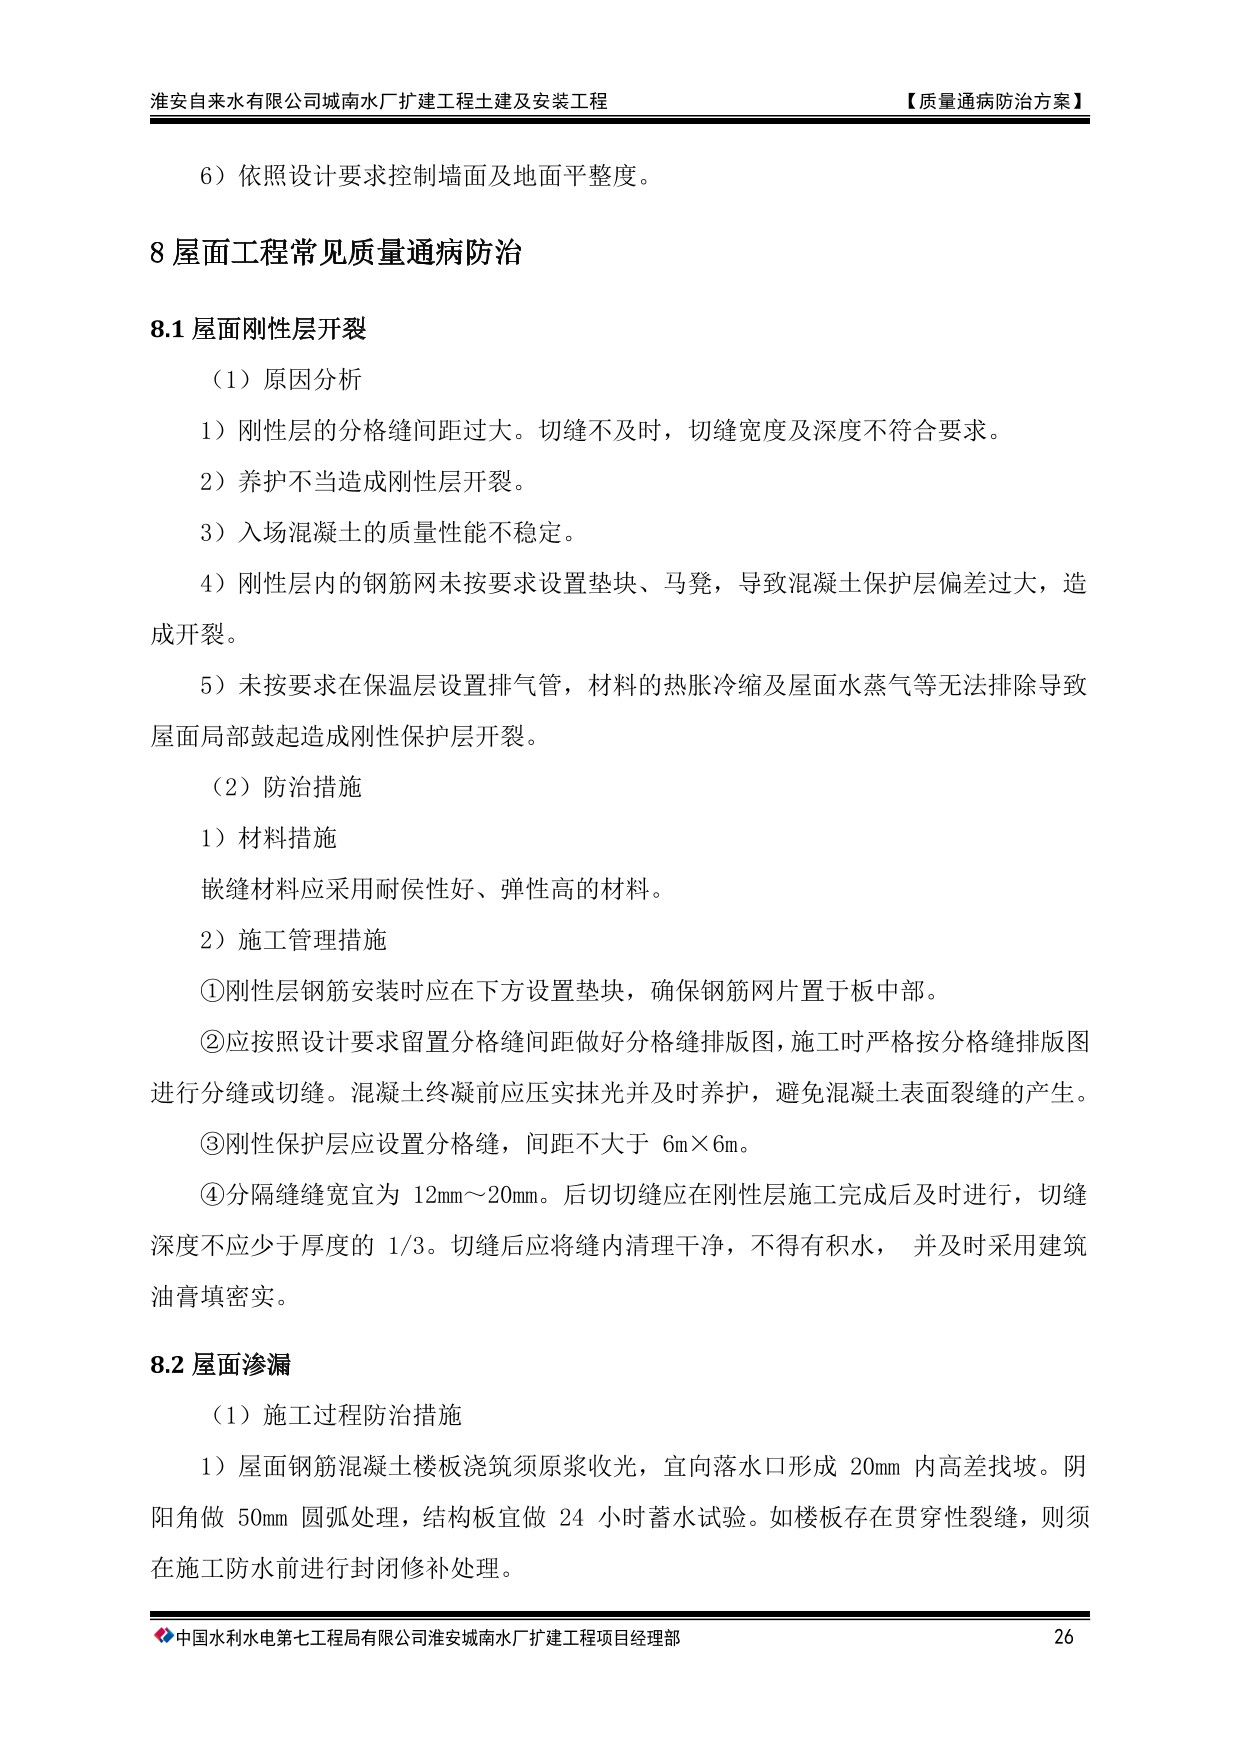 淮安自来水有限公司城南水厂扩建工程土建及安装工程 【质量通病防治方案】
6）依照设计要求控制墙面及地面平整度。
8 屋面工程常见质量通病防治
8.1 屋面刚性层开裂
（1）原因分析
1）刚性层的分格缝间距过大。切缝不及时，切缝宽度及深度不符合要求。
2）养护不当造成刚性层开裂。
3）入场混凝土的质量性能不稳定。
4）刚性层内的钢筋网未按要求设置垫块、马凳，导致混凝土保护层偏差过大，造
成开裂。
5）未按要求在保温层设置排气管，材料的热胀冷缩及屋面水蒸气等无法排除导致
屋面局部鼓起造成刚性保护层开裂。
（2）防治措施
1）材料措施
嵌缝材料应采用耐侯性好、弹性高的材料。
2）施工管理措施
①刚性层钢筋安装时应在下方设置垫块，确保钢筋网片置于板中部。
②应按照设计要求留置分格缝间距做好分格缝排版图，施工时严格按分格缝排版图
进行分缝或切缝。混凝土终凝前应压实抹光并及时养护，避免混凝土表面裂缝的产生。
③刚性保护层应设置分格缝，间距不大于 6m×6m。
④分隔缝缝宽宜为 12mm～20mm。后切切缝应在刚性层施工完成后及时进行，切缝
深度不应少于厚度的 1/3。切缝后应将缝内清理干净，不得有积水， 并及时采用建筑
油膏填密实。
8.2 屋面渗漏
（1）施工过程防治措施
1）屋面钢筋混凝土楼板浇筑须原浆收光，宜向落水口形成 20mm 内高差找坡。阴
阳角做 50mm 圆弧处理，结构板宜做 24 小时蓄水试验。如楼板存在贯穿性裂缝，则须
在施工防水前进行封闭修补处理。
中国水利水电第七工程局有限公司淮安城南水厂扩建工程项目经理部 26